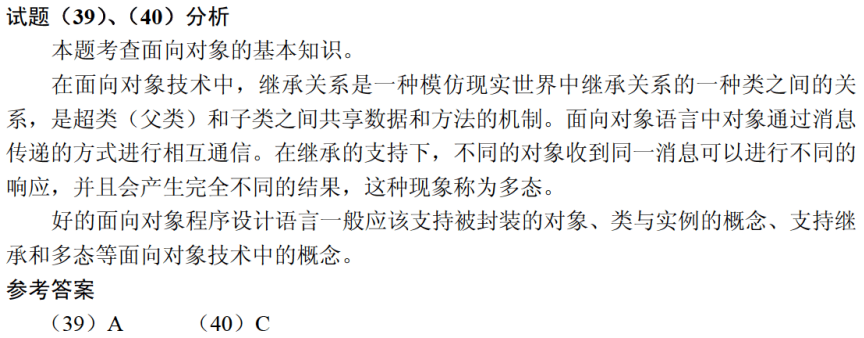 试题（39）、（40）分析
本题考查面向对象的基本知识。
在面向对象技术中，继承关系是一种模仿现实世界中继承关系的一种类之间的关
系，是超类（父类）和子类之间共享数据和方法的机制。面向对象语言中对象通过消息
传递的方式进行相互通信。在继承的支持下，不同的对象收到同一消息可以进行不同的
响应，并且会产生完全不同的结果，这种现象称为多态。
好的面向对象程序设计语言一般应该支持被封装的对象、类与实例的概念、支持继
承和多态等面向对象技术中的概念。
参考答案
（39）A （40）C